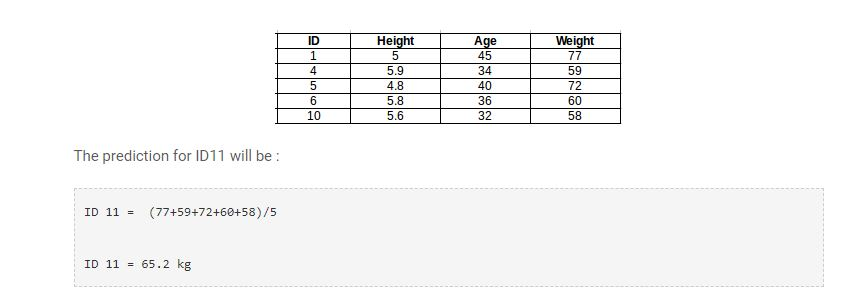 ID Height Age Weight
1 5 45 77
4 5.9 34 59
5 4.8 40 72
6 5.8 36 60
10 5.6 32 58
The prediction for ID11 will be :
ID 11 =  (77+59+72+60+58)/5
ID 11 = 65.2 kg